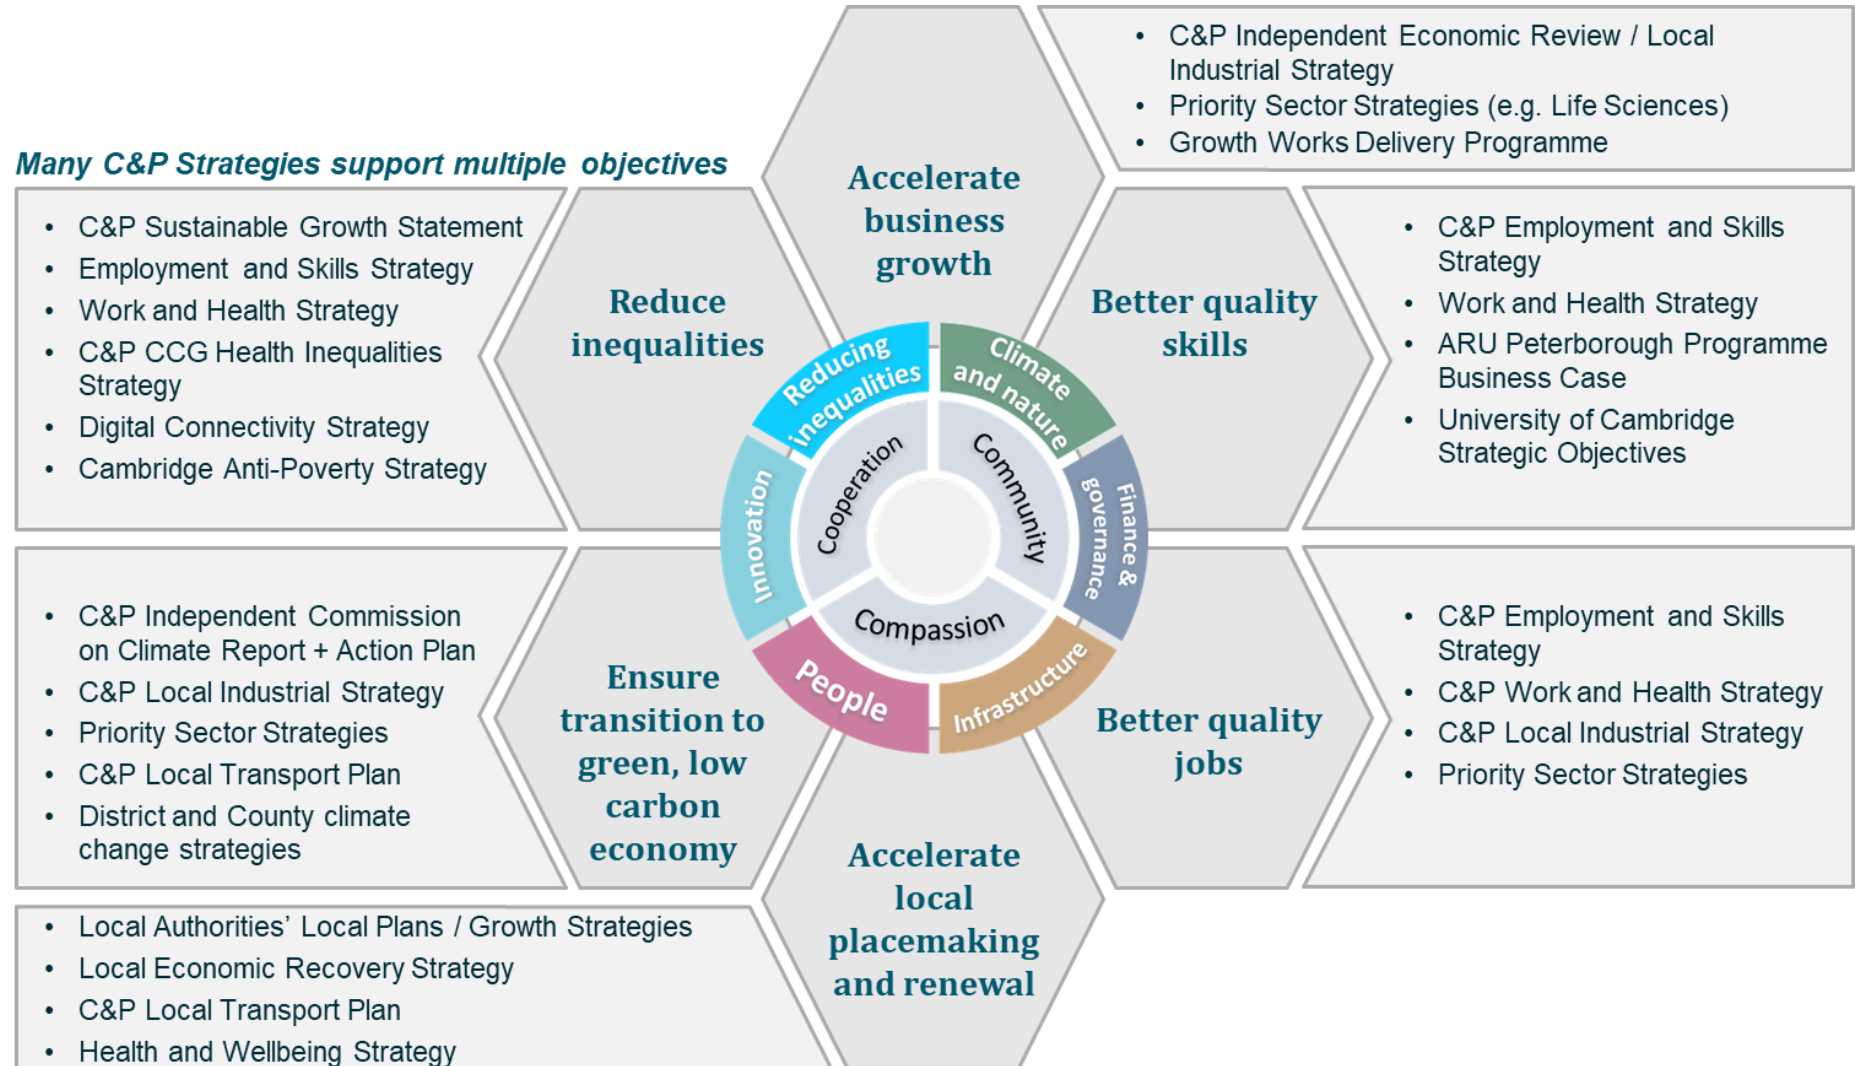 C&P Independent Economic Review / Local
Industrial Strategy
Priority Sector Strategies (e.g. Life Sciences)
Growth Works Delivery Programme
Many C&P Strategies support multiple objectives
Accelerate
business
growth
C&P Sustainable Growth Statement
Employment and Skills Strategy
Work and Health Strategy
C&P CCG Health Inequalities
Strategy
Digital Connectivity Strategy
Cambridge Anti-Poverty Strategy
Reduce
inequalities
Better quality
skills
C&P Employment and Skills
Strategy
Work and Health Strategy
ARU Peterborough Programme
Business Case
University of Cambridge
Strategic Objectives
Reducing
inequalities
Climate
and nature
Finance &
governance
Infrastructure
People
Innovation
Cooperation
Community
Compassion
C&P Independent Commission
on Climate Report + Action Plan
C&P Local Industrial Strategy
Priority Sector Strategies
C&P Local Transport Plan
District and County climate
change strategies
Ensure
transition to
green, low
carbon
economy
Better quality
jobs
C&P Employment and Skills
Strategy
C&P Work and Health Strategy
C&P Local Industrial Strategy
Priority Sector Strategies
Accelerate
local
placemaking
and renewal
Local Authorities’ Local Plans / Growth Strategies
Local Economic Recovery Strategy
C&P Local Transport Plan
Health and Wellbeing Strategy